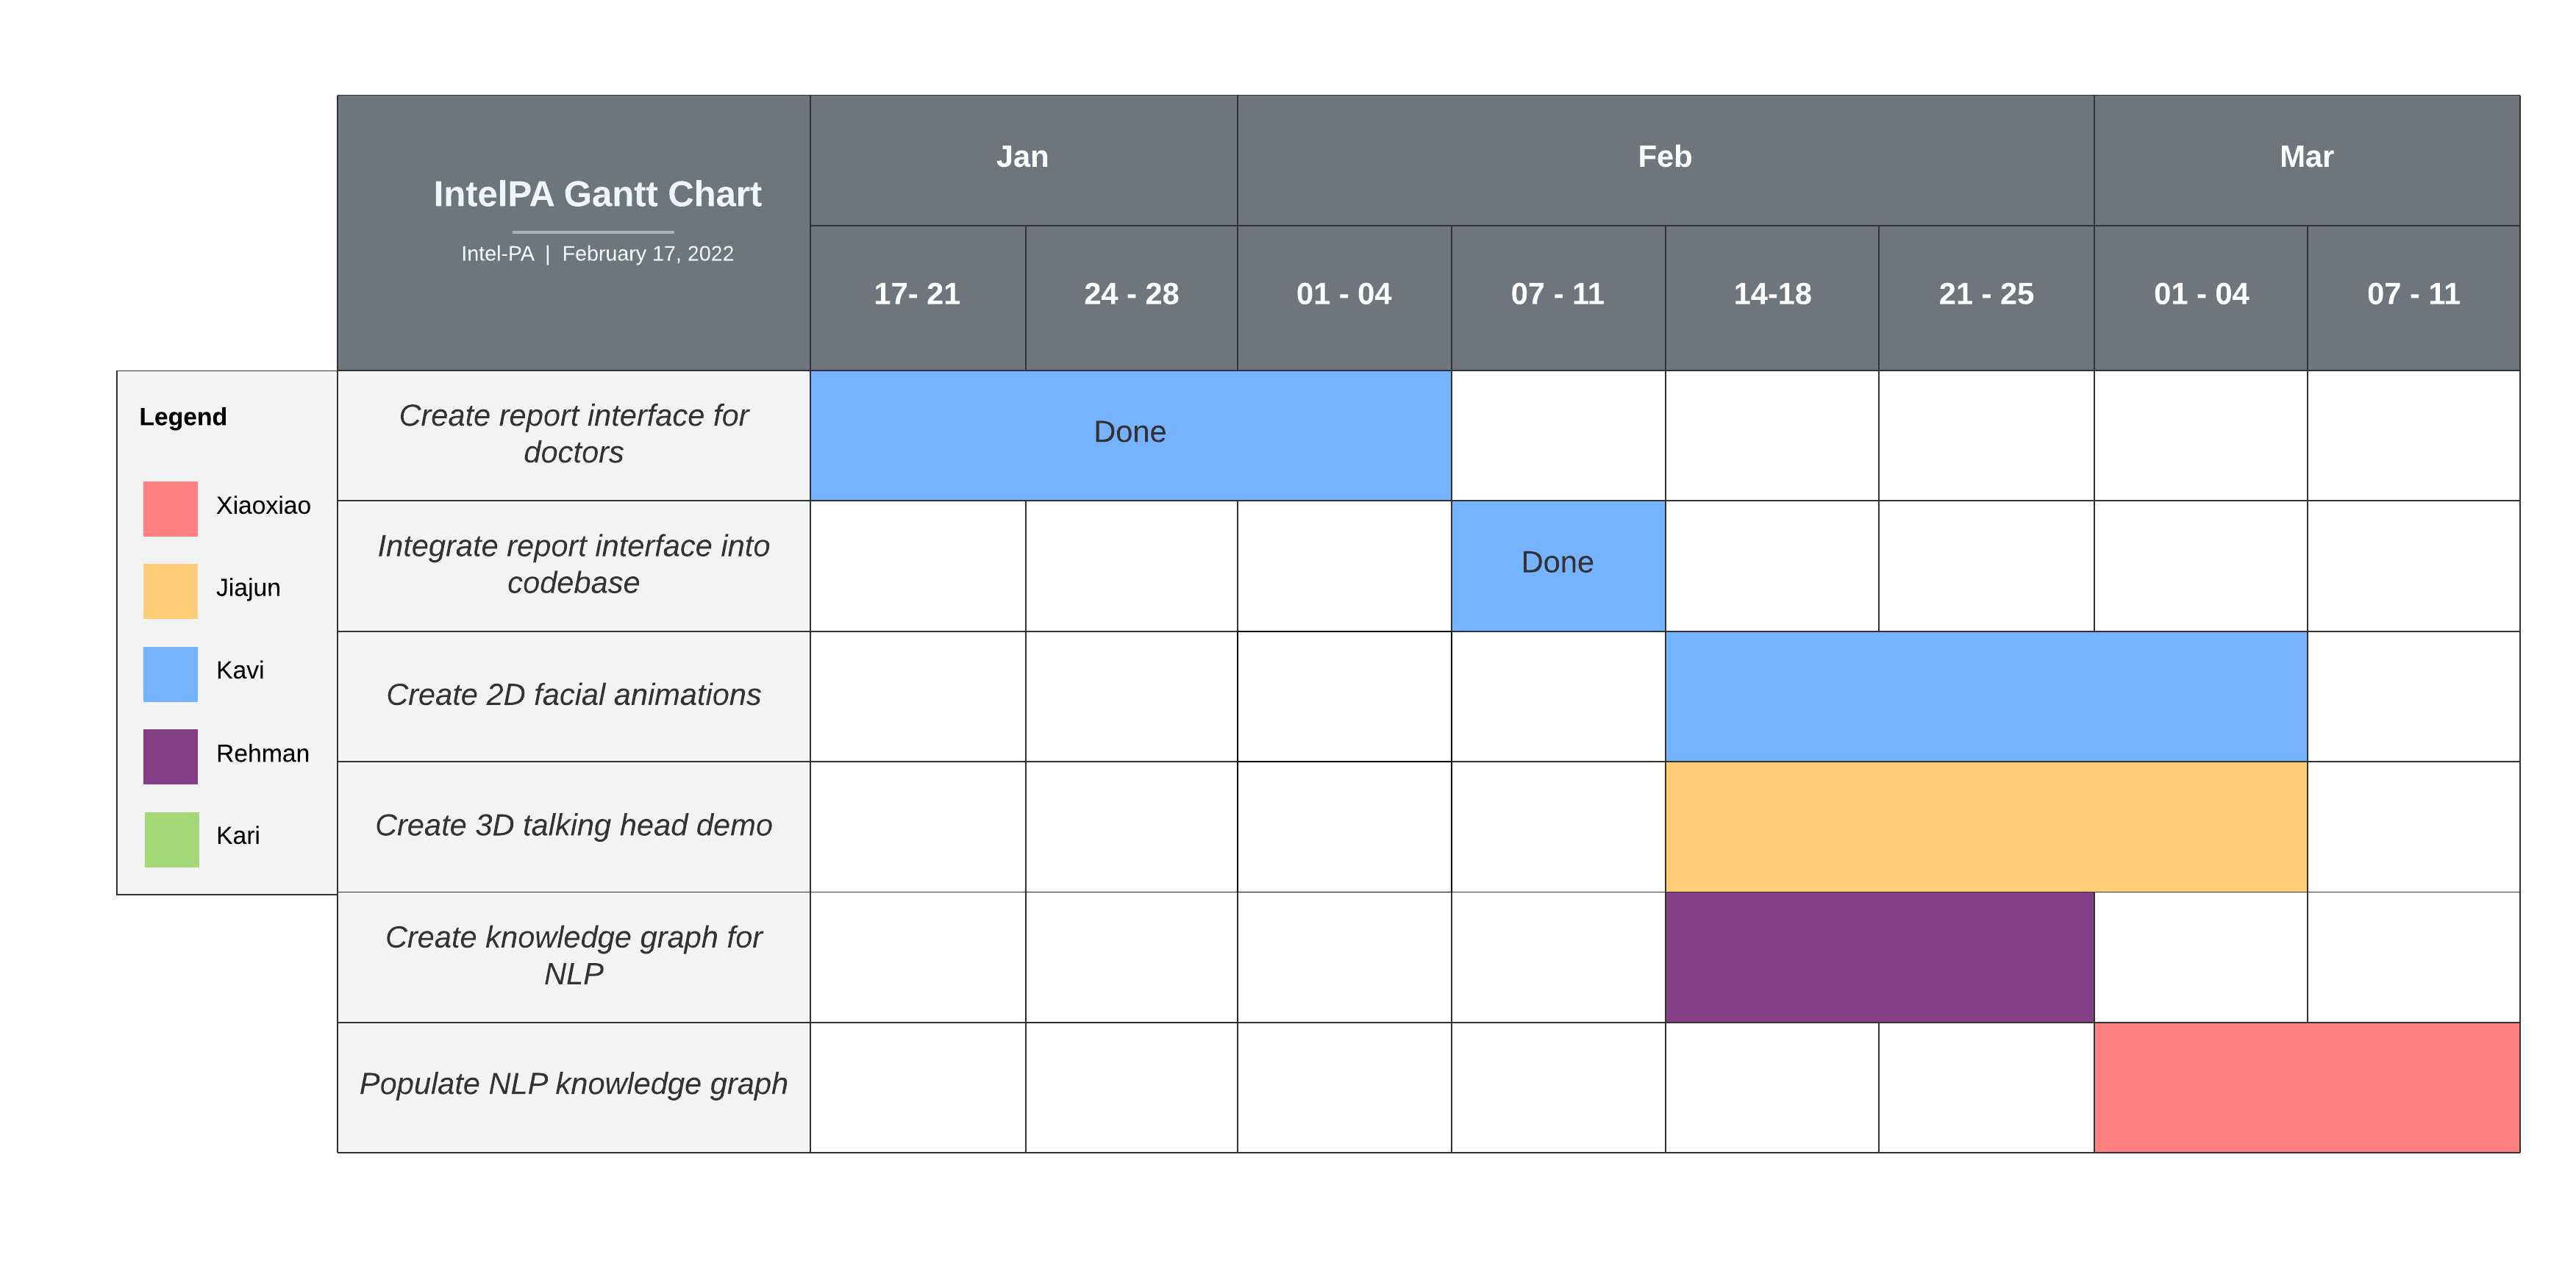 IntelPA Gantt Chart
Intel-PA | February 17, 2022
Jan
Feb
Mar
17- 21
24 - 28
01 - 04
07 - 11
14-18
21 - 25
01 - 04
07 - 11
Legend
Xiaoxiao
Jiajun
Kavi
Rehman
Kari
Create report interface for
doctors
Done
Integrate report interface into
codebase
Done
Create 2D facial animations
Create 3D talking head demo
Create knowledge graph for
NLP
Populate NLP knowledge graph